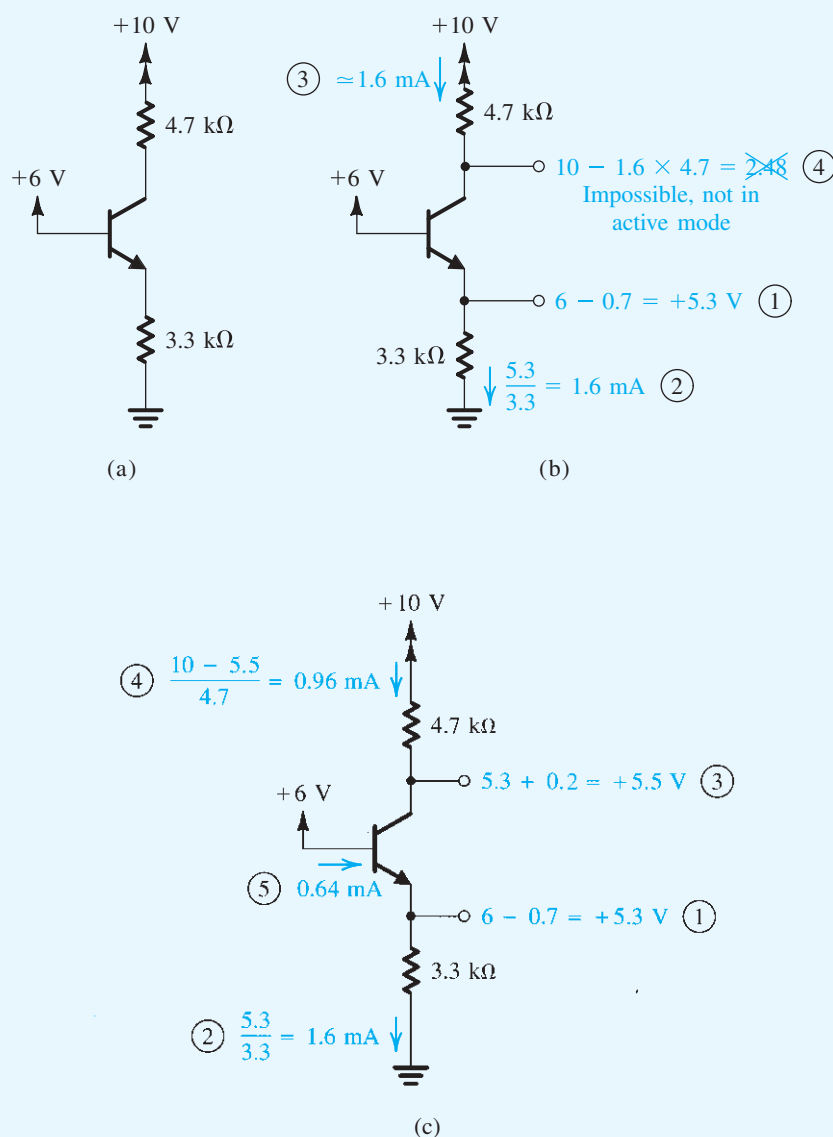 +10 V
+10 V
③ ≃1.6 mA
4.7 kΩ
4.7 kΩ
+6 V
+6 V
10 − 1.6 × 4.7 = 2.48 ④
Impossible, not in
active mode
6 − 0.7 = +5.3 V ①
3.3 kΩ
3.3 kΩ
5.3/3.3 = 1.6 mA ②
(a)
(b)
+10 V
④ 10 − 5.5/4.7 = 0.96 mA
4.7 kΩ
5.3 + 0.2 = +5.5 V ③
+6 V
⑤ 0.64 mA
6 − 0.7 = +5.3 V ①
3.3 kΩ
② 5.3/3.3 = 1.6 mA
(c)